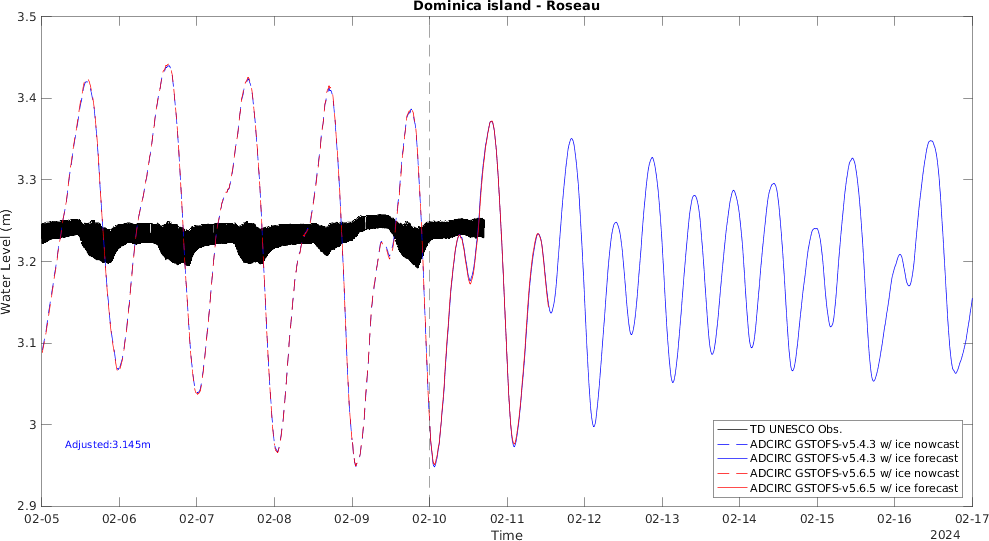 Dominica island - Roseau
3.5
3.4
3.3
3.2
3.1
3
2.9
Water Level (m)
Adjusted:3.145m
TD UNESCO Obs.
ADCIRC GSTOFS-v5.4.3 w/ ice nowcast
ADCIRC GSTOFS-v5.4.3 w/ ice forecast
ADCIRC GSTOFS-v5.6.5 w/ ice nowcast
ADCIRC GSTOFS-v5.6.5 w/ ice forecast
02-05 02-06 02-07 02-08 02-09 02-10 02-11 02-12 02-13 02-14 02-15 02-16 02-17
Time
2024